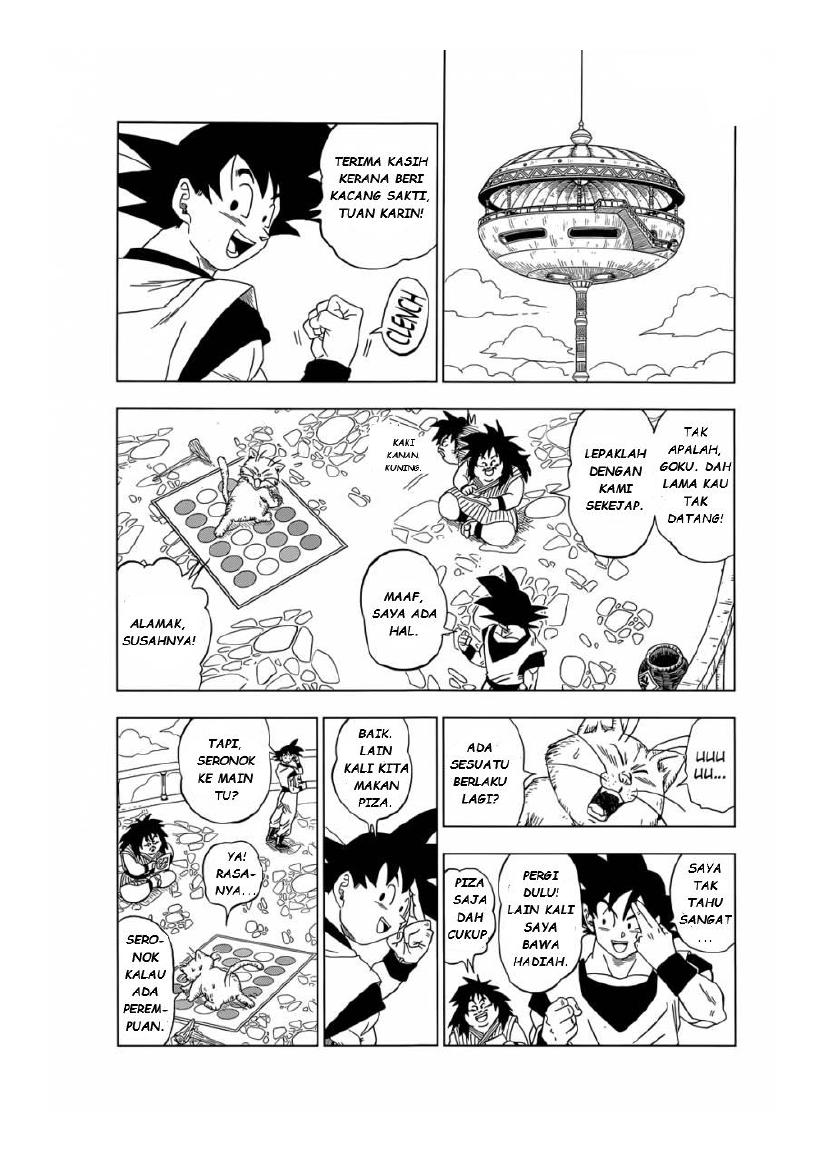 TERIMA KASIH
KERANA BERI
KACANG SAKTI,
TUAN KARIN!
CLENCH
TAK
APALAH,
GOKU. DAH
LAMA KAU
TAK
DATANG!
LEPAKLAH
DENGAN
KAMI
SEKEJAP.
KAKI
KANAN.
KUNING.
MAAF,
SAYA ADA
HAL.
ALAMAK,
SUSAHNYA!
UUU
UU...
ADA
SESUATU
BERLAKU
LAGI?
SAYA
TAK
TAHU
SANGAT
...
PERGI
DULU!
LAIN KALI
SAYA
BAWA
HADIAH.
PIZA
SAJA
DAH
CUKUP.
BAIK.
LAIN
KALI KITA
MAKAN
PIZA.
TAPI,
SERONOK
KE MAIN
TU?
YA!
RASA-
NYA...
SERO-
NOK
KALAU
ADA
PEREM-
PUAN.